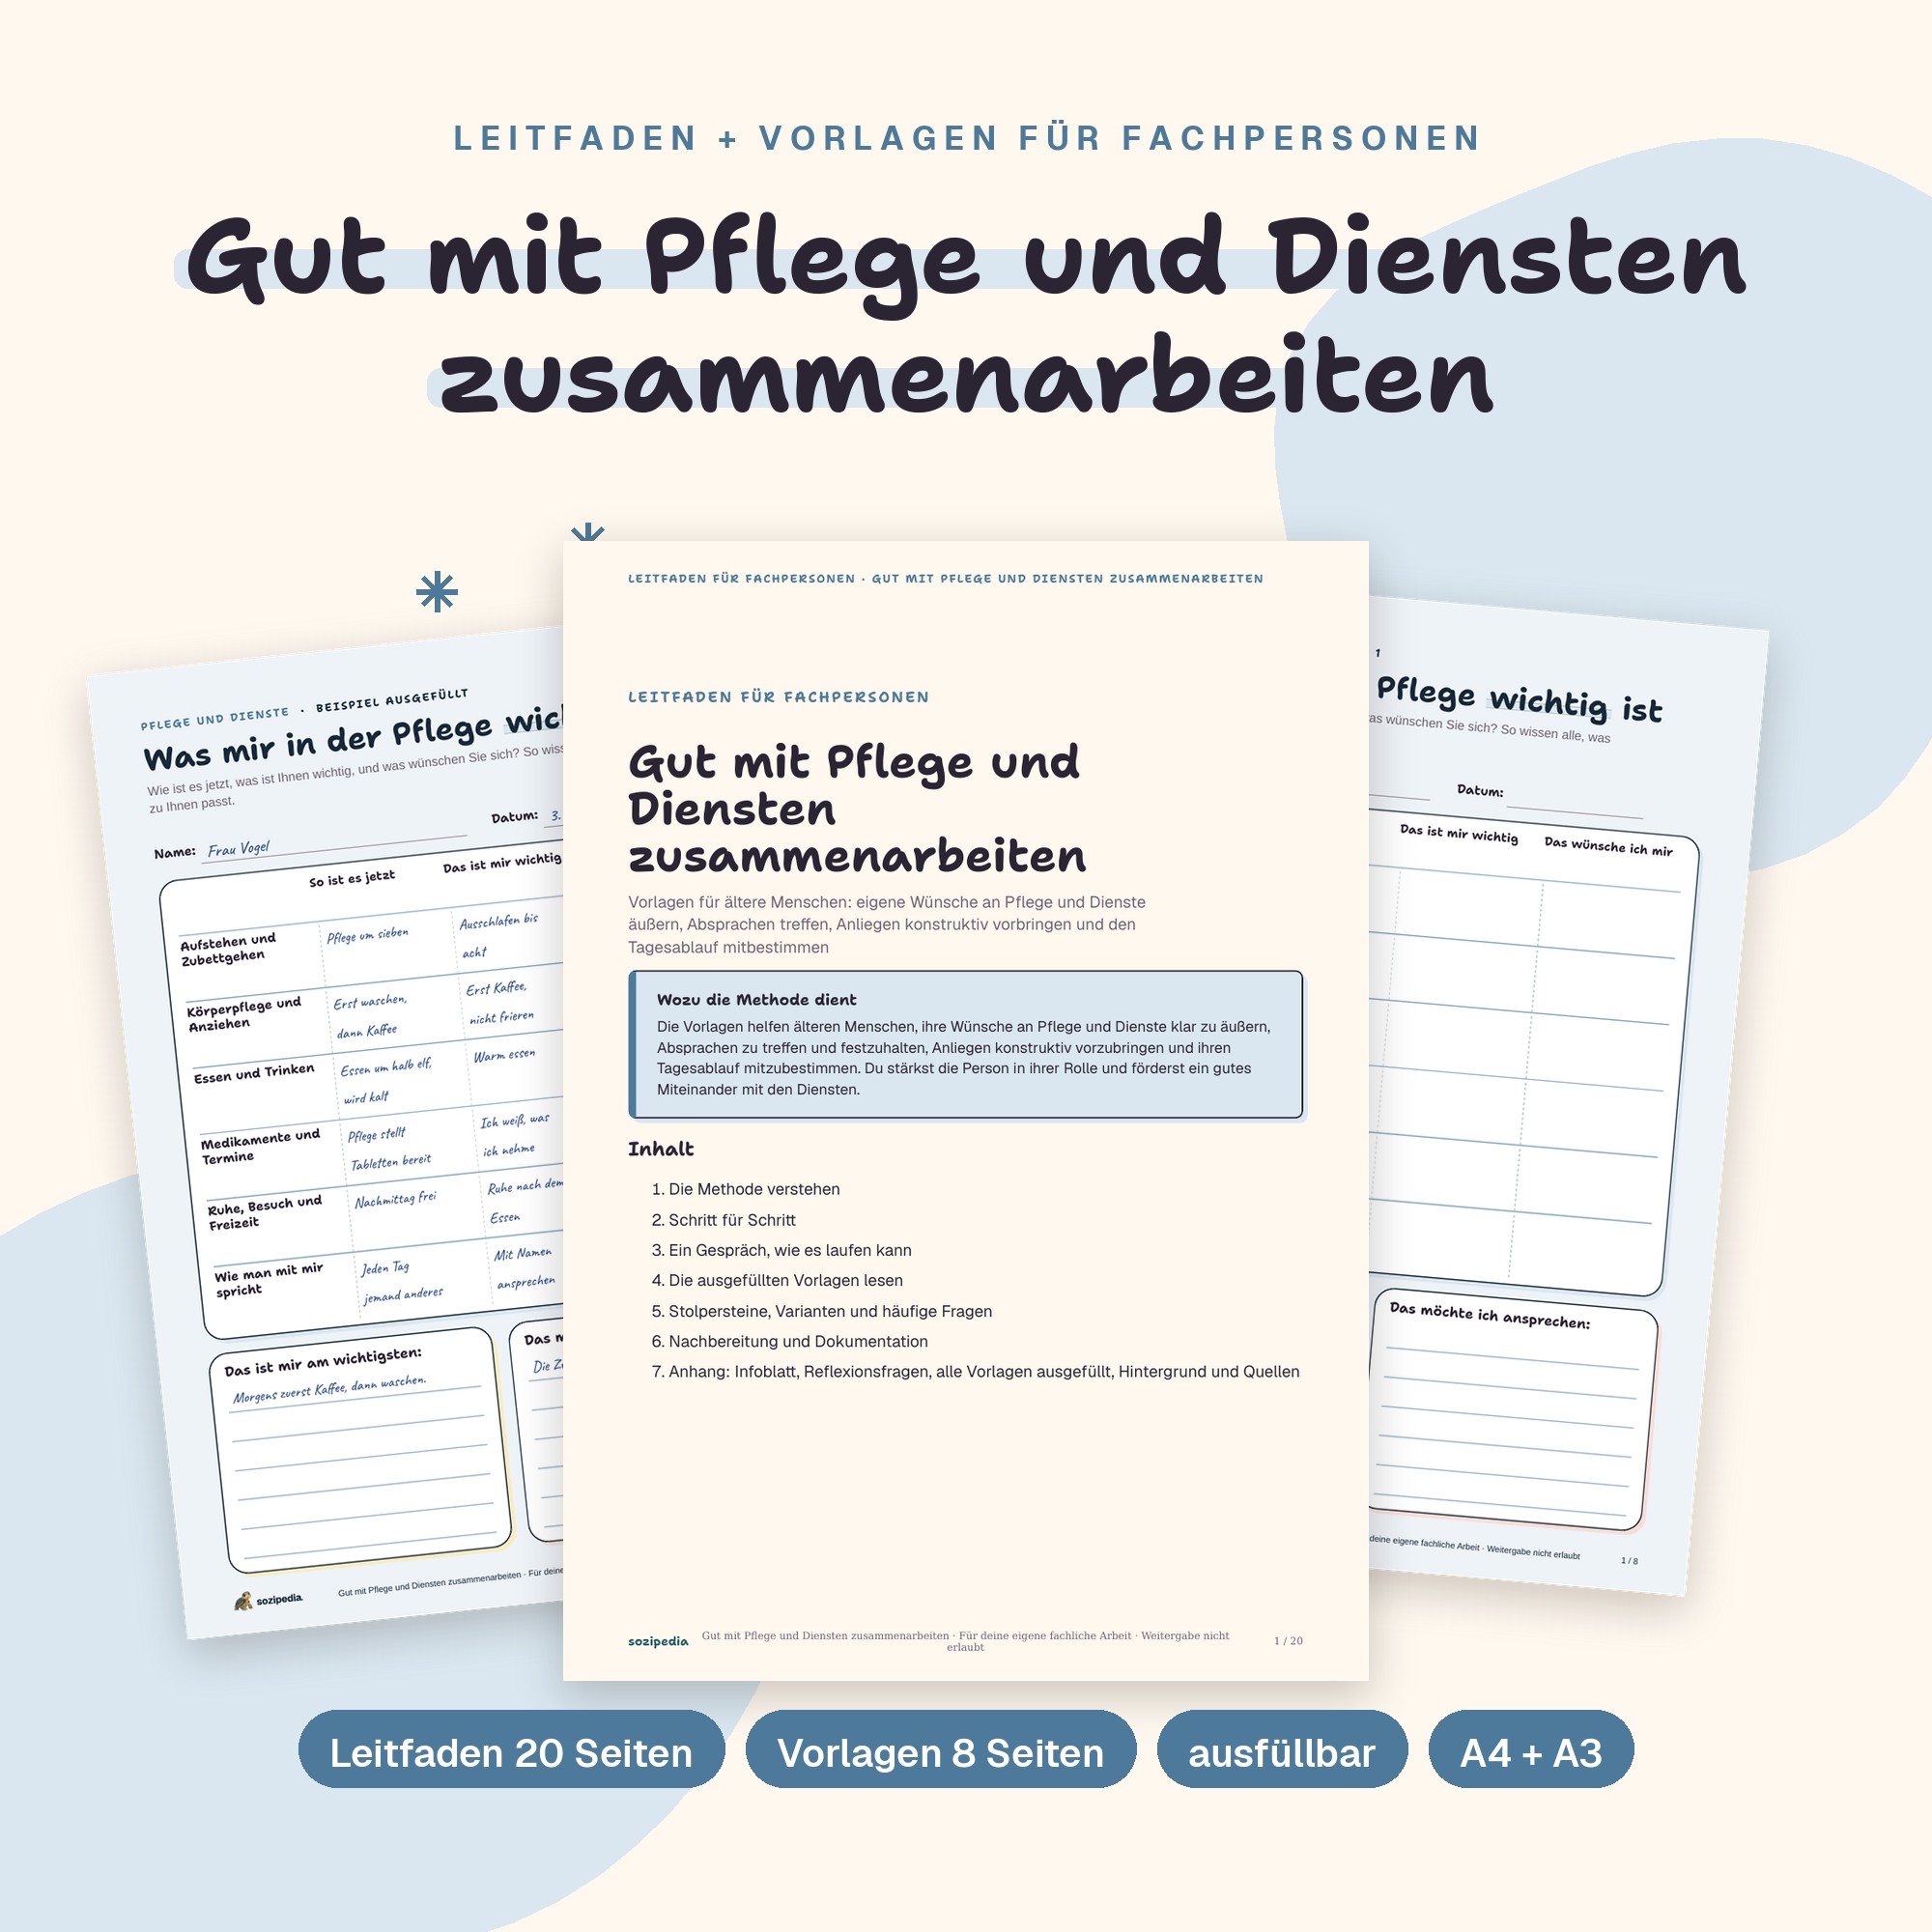 LEITFADEN + VORLAGEN FÜR FACHPERSONEN
Gut mit Pflege und Diensten
zusammenarbeiten
PFLEGE UND DIENSTE · BEISPIEL AUSGEFÜLLT
Was mir in der Pflege
Wie ist es jetzt, was ist Ihnen wichtig, und was wünschen Sie sich? So
zu Ihnen passt.
Name: Frau Vogel Datum: 3.
So ist es jetzt Das ist mir wichtig
Aufstehen und
Zubettgehen
Pflege um sieben
Ausschlafen bis
acht
Körperpflege und
Anziehen
Erst waschen,
dann Kaffee
Erst Kaffee,
nicht frieren
Essen und Trinken
Essen um halb elf,
wird kalt
Warm essen
Medikamente und
Termine
Pflege stellt
Tabletten bereit
Ich weiß, was
ich nehme
Ruhe, Besuch und
Freizeit
Nachmittag frei
Ruhe nach dem
Essen
Wie man mit mir
spricht
Jeden Tag
jemand anderes
Mit Namen
ansprechen
Das ist mir am wichtigsten:
Morgens zuerst Kaffee, dann waschen.
Das
Die
sozipedia
Gut mit Pflege und Diensten zusammenarbeiten · Für
LEITFADEN FÜR FACHPERSONEN · GUT MIT PFLEGE UND DIENSTEN ZUSAMMENARBEITEN
LEITFADEN FÜR FACHPERSONEN
Gut mit Pflege und
Diensten
zusammenarbeiten
Vorlagen für ältere Menschen: eigene Wünsche an Pflege und Dienste
äußern, Absprachen treffen, Anliegen konstruktiv vorbringen und den
Tagesablauf mitbestimmen
Wozu die Methode dient
Die Vorlagen helfen älteren Menschen, ihre Wünsche an Pflege und Dienste klar zu äußern,
Absprachen zu treffen und festzuhalten, Anliegen konstruktiv vorzubringen und ihren
Tagesablauf mitzubestimmen. Du stärkst die Person in ihrer Rolle und förderst ein gutes
Miteinander mit den Diensten.
Inhalt
1. Die Methode verstehen
2. Schritt für Schritt
3. Ein Gespräch, wie es laufen kann
4. Die ausgefüllten Vorlagen lesen
5. Stolpersteine, Varianten und häufige Fragen
6. Nachbereitung und Dokumentation
7. Anhang: Infoblatt, Reflexionsfragen, alle Vorlagen ausgefüllt, Hintergrund und Quellen
sozipedia Gut mit Pflege und Diensten zusammenarbeiten · Für deine eigene fachliche Arbeit · Weitergabe nicht
erlaubt
1 / 20
1
Pflege wichtig ist
wünschen Sie sich? So wissen alle, was
Datum:
Das ist mir wichtig Das wünsche ich mir
Das möchte ich ansprechen:
deine eigene fachliche Arbeit · Weitergabe nicht erlaubt
1 / 8
Leitfaden 20 Seiten
Vorlagen 8 Seiten
ausfüllbar
A4 + A3